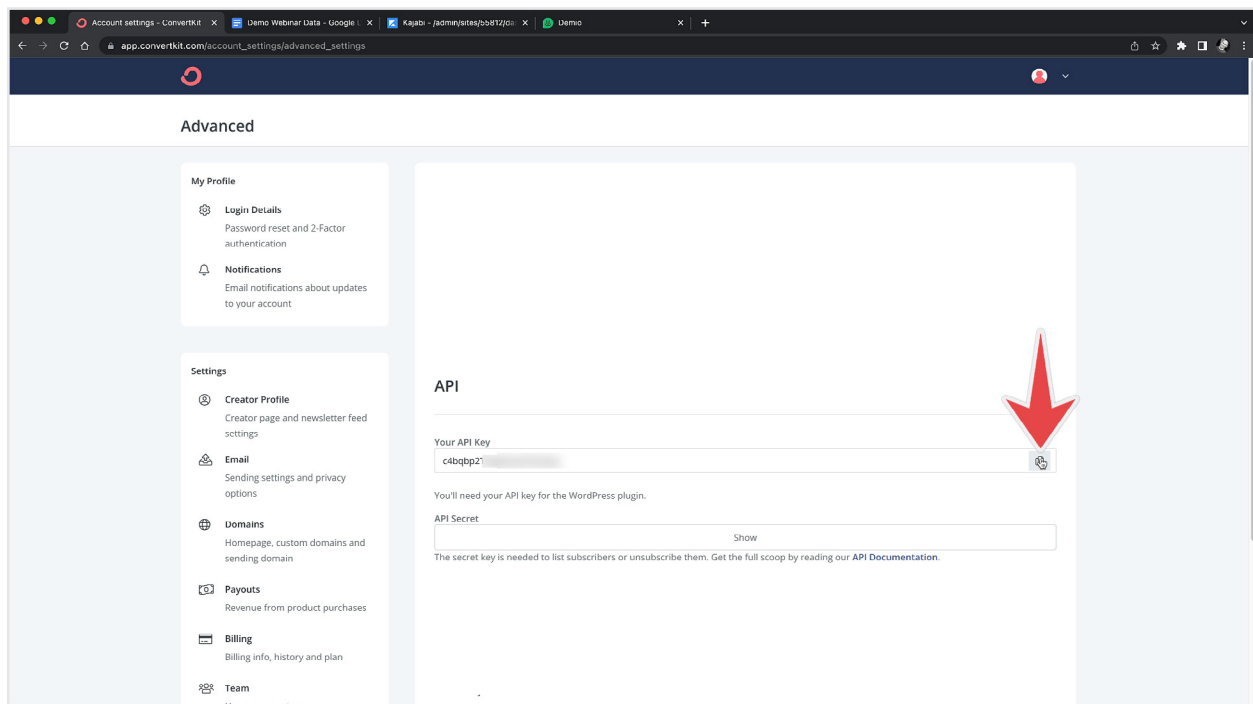 Account settings - ConvertKit
Demo Webinar Data - Google
Kajabi - /admin/sites/55812/da
Demio
app.convertkit.com/account_settings/advanced_settings
Advanced
My Profile
Login Details
Password reset and 2-Factor
authentication
Notifications
Email notifications about updates
to your account
Settings
Creator Profile
Creator page and newsletter feed
settings
Email
Sending settings and privacy
options
Domains
Homepage, custom domains and
sending domain
Payouts
Revenue from product purchases
Billing
Billing info, history and plan
Team
API
Your API Key
c4bqbp2
You'll need your API key for the WordPress plugin.
API Secret
Show
The secret key is needed to list subscribers or unsubscribe them. Get the full scoop by reading our API Documentation.